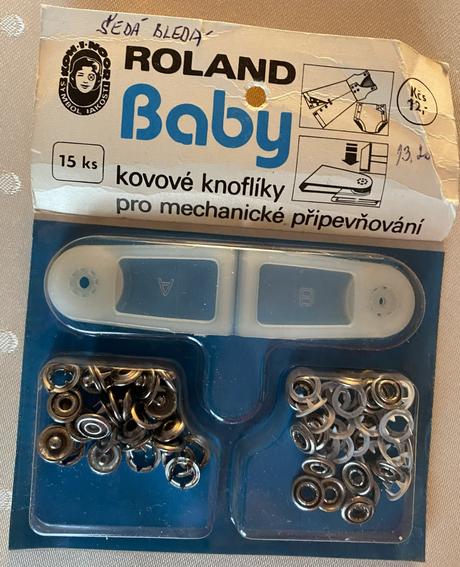 ŠEDÁ BLEDÁ
KOH-I-NOOR
SYMBOL JAKOSTI
ROLAND
Baby
Kčs
12,-
15 ks
kovové knoflíky
pro mechanické připevňování
A
B